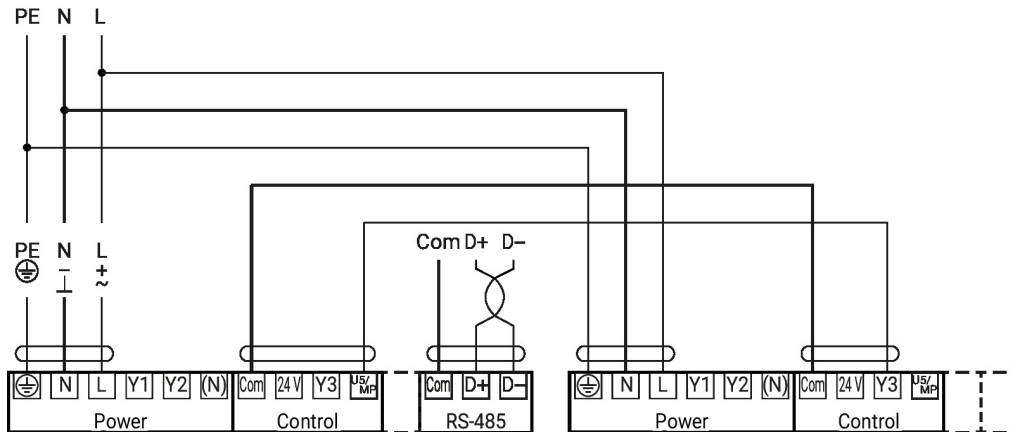 PE N L
Com D+ D–
PE N L
– +
⊥ ~
N L Y1 Y2 (N) Com 24 V Y3 U5/MP Com D+ D– N L Y1 Y2 (N) Com 24 V Y3 U5/MP
Power Control RS-485 Power Control